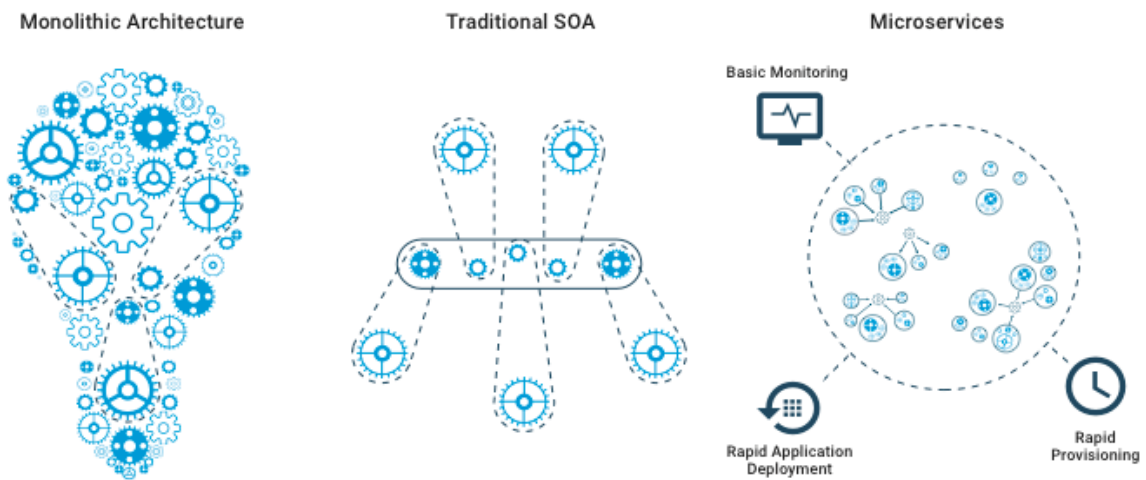 Monolithic Architecture
Traditional SOA
Microservices
Basic Monitoring
Rapid Application
Deployment
Rapid
Provisioning